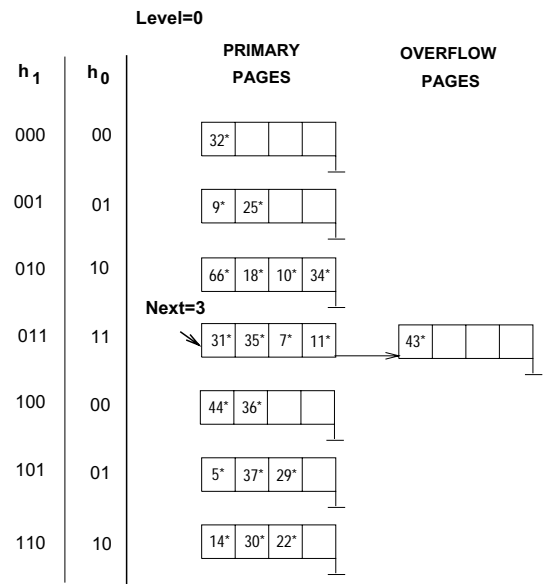 Level=0
h1 h0 PRIMARY PAGES OVERFLOW PAGES
000 00 32*
001 01 9* 25*
010 10 66* 18* 10* 34*
Next=3
011 11 31* 35* 7* 11* 43*
100 00 44* 36*
101 01 5* 37* 29*
110 10 14* 30* 22*